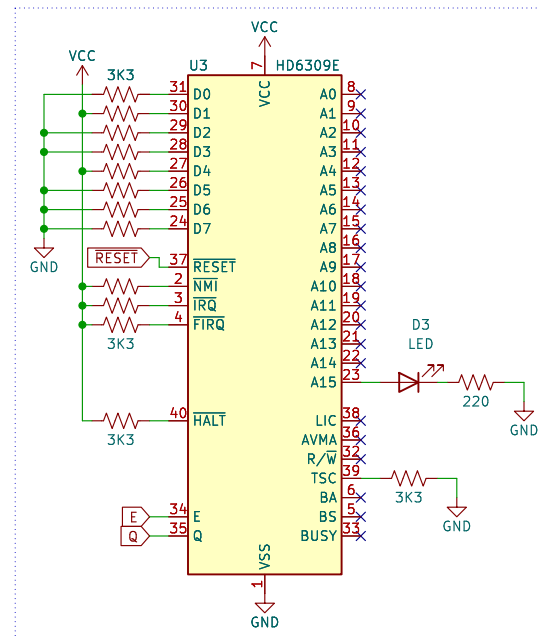 VCC
U3
HD6309E
VCC
3K3
7
VCC
31 D0
A0 8
30 D1
A1 9
29 D2
A2 10
28 D3
A3 11
27 D4
A4 12
26 D5
A5 13
25 D6
A6 14
24 D7
A7 15
A8 16
RESET
37 RESET
A9 17
GND
2 NMI
A10 18
3 IRQ
A11 19
4 FIRQ
A12 20
3K3
A13 21
D3
LED
A14 22
A15 23
220
40 HALT
LIC 38
GND
3K3
AVMA 36
R/W 32
TSC 39
3K3
BA 6
E
34 E
BS 5
GND
Q
35 Q
BUSY 33
VSS
1
GND